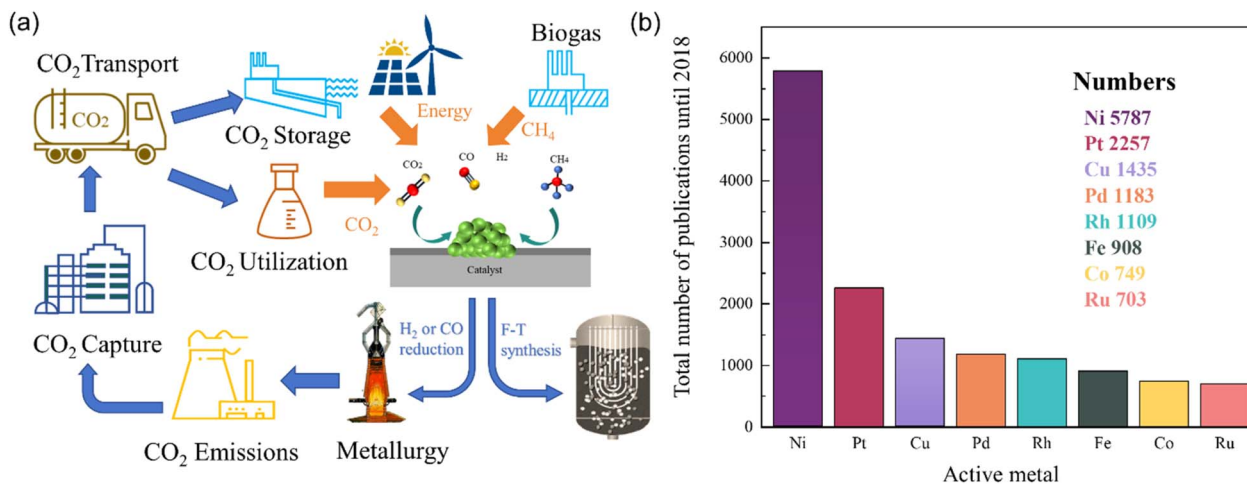 (a)
CO₂Transport
CO₂
CO₂ Storage
Energy
Biogas
CH₄
CO₂
CO
H₂
CH₄
CO₂
CO₂ Utilization
Catalyst
CO₂ Capture
H₂ or CO
reduction
F-T
synthesis
CO₂ Emissions
Metallurgy
(b)
Total number of publications until 2018
6000
5000
4000
3000
2000
1000
0
Numbers
Ni 5787
Pt 2257
Cu 1435
Pd 1183
Rh 1109
Fe 908
Co 749
Ru 703
Ni
Pt
Cu
Pd
Rh
Fe
Co
Ru
Active metal